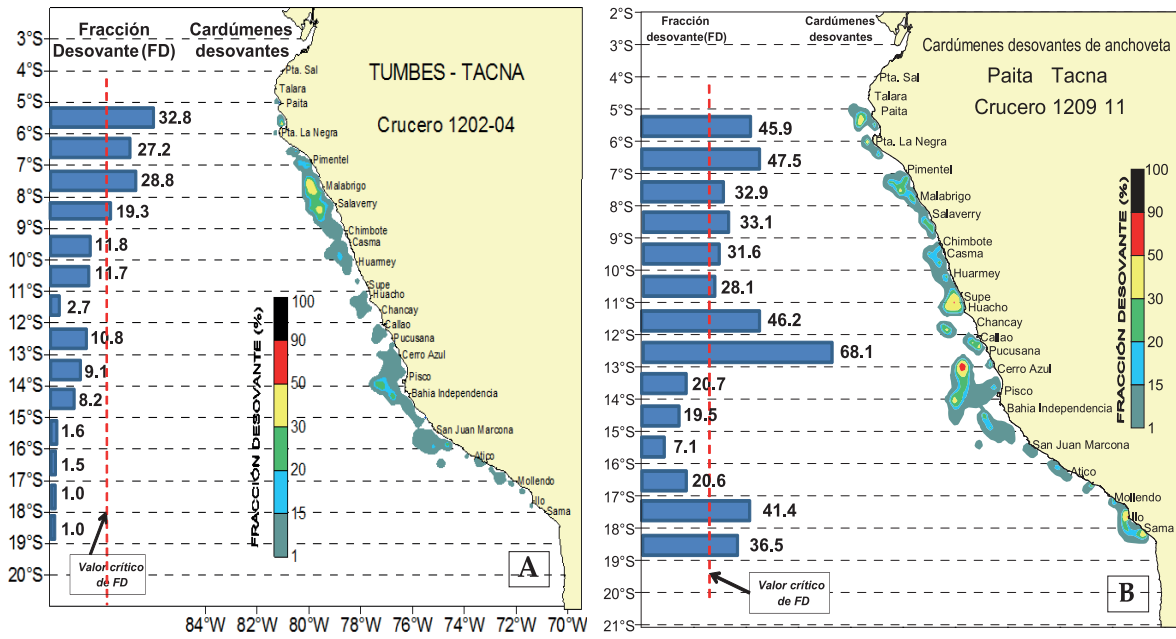 Fracción
Desovante (FD)
Cardúmenes
desovantes
TUMBES - TACNA
Crucero 1202-04
3°S
4°S
5°S
6°S
7°S
8°S
9°S
10°S
11°S
12°S
13°S
14°S
15°S
16°S
17°S
18°S
19°S
20°S
32.8
27.2
28.8
19.3
11.8
11.7
2.7
10.8
9.1
8.2
1.6
1.5
1.0
1.0
Pta. Sal
Talara
Paita
Pta. La Negra
Pimentel
Malabrigo
Salaverry
Chimbote
Casma
Huarmey
Supe
Huacho
Chancay
Callao
Pucusana
Cerro Azul
Pisco
Bahia Independencia
San Juan Marcona
Atico
Mollendo
Ilo
Sama
FRACCIÓN DESOVANTE (%)
100
90
50
30
20
15
1
Valor crítico
de FD
A
84°W
82°W
80°W
78°W
76°W
74°W
72°W
70°W
Fracción
desovante(FD)
Cardúmenes
desovantes
Cardúmenes desovantes de anchoveta
Paita Tacna
Crucero 1209 11
2°S
3°S
4°S
5°S
6°S
7°S
8°S
9°S
10°S
11°S
12°S
13°S
14°S
15°S
16°S
17°S
18°S
19°S
20°S
21°S
45.9
47.5
32.9
33.1
31.6
28.1
46.2
68.1
20.7
19.5
7.1
20.6
41.4
36.5
Pta. Sal
Talara
Paita
Pta. La Negra
Pimentel
Malabrigo
Salaverry
Chimbote
Casma
Huarmey
Supe
Huacho
Chancay
Callao
Pucusana
Cerro Azul
Pisco
Bahia Independencia
San Juan Marcona
Atico
Mollendo
Ilo
Sama
FRACCIÓN DESOVANTE (%)
100
90
50
30
20
15
1
Valor crítico
de FD
B